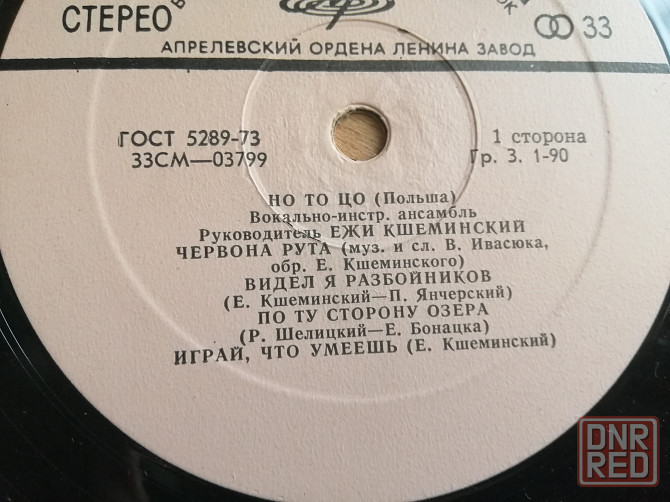 СТЕРЕО
33
АПРЕЛЕВСКИЙ ОРДЕНА ЛЕНИНА ЗАВОД
ГОСТ 5289-73
33СМ—03799
1 сторона
Гр. 3. 1-90
НО ТО ЦО (Польша)
Вокально-инстр. ансамбль
Руководитель ЕЖИ КШЕМИНСКИЙ
ЧЕРВОНА РУТА (муз. и сл. В. Ивасюка,
обр. Е. Кшеминского)
ВИДЕЛ Я РАЗБОЙНИКОВ
(Е. Кшеминский—П. Янчерский)
ПО ТУ СТОРОНУ ОЗЕРА
(Р. Шелицкий—Е. Бонацка)
ИГРАЙ, ЧТО УМЕЕШЬ (Е. Кшеминский)
DNR
RED